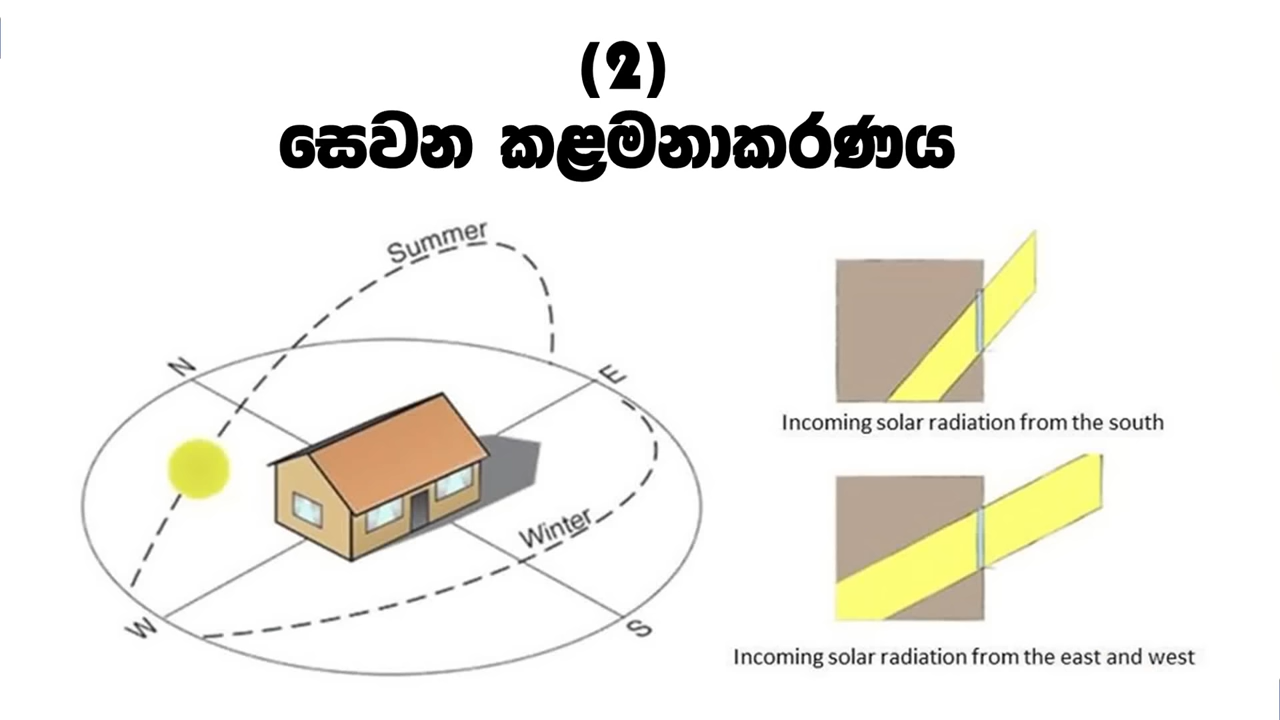 (2)
සෙවන කළමනාකරණය
Summer
N
E
Winter
W
S
Incoming solar radiation from the south
Incoming solar radiation from the east and west